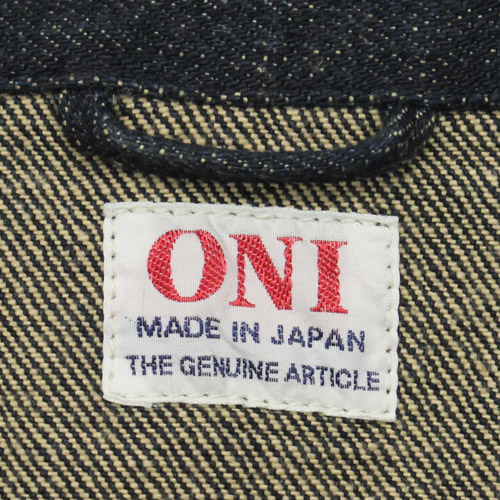 ONI
MADE IN JAPAN
THE GENUINE ARTICLE